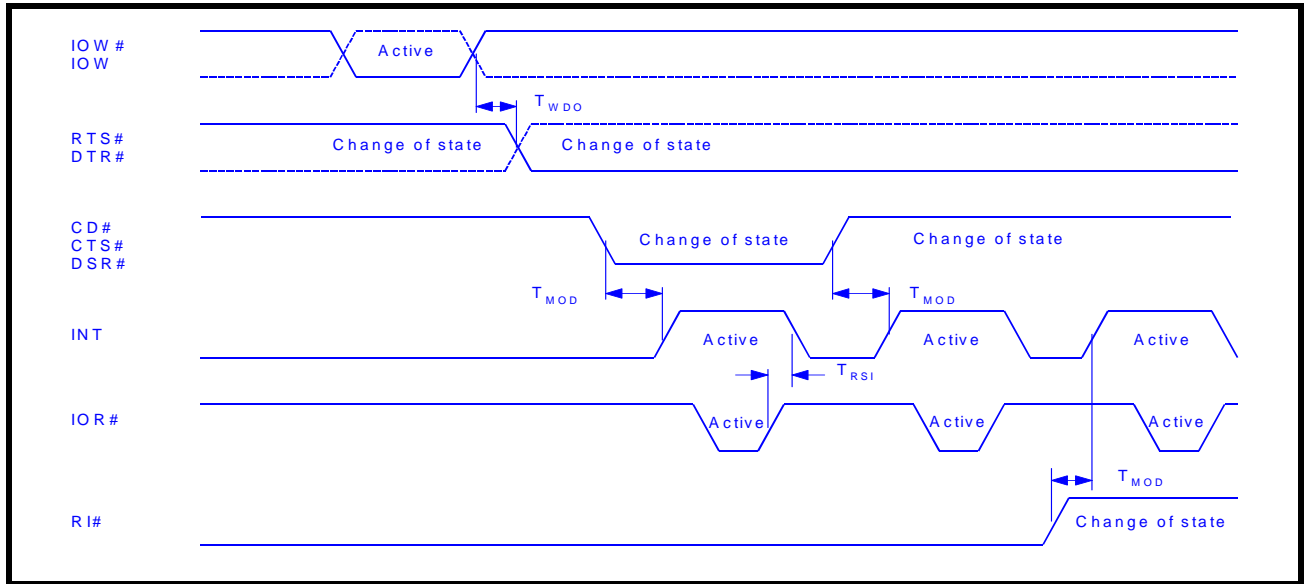 IOW#
IOW
Active
TWDO
RTS#
DTR#
Change of state
Change of state
CD#
CTS#
DSR#
Change of state
Change of state
TMOD
TMOD
INT
Active
Active
Active
TRSI
IOR#
Active
Active
Active
TMOD
RI#
Change of state